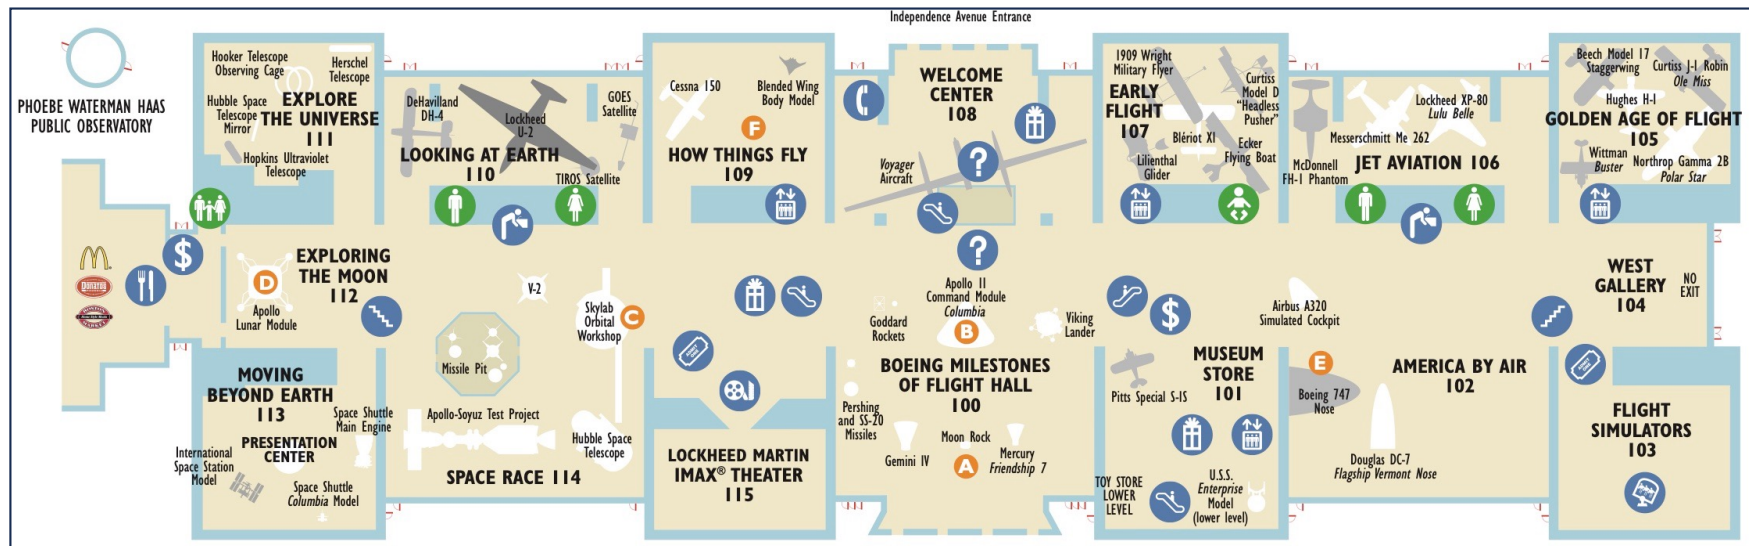 Independence Avenue Entrance
PHOEBE WATERMAN HAAS
PUBLIC OBSERVATORY
Hooker Telescope
Observing Cage
Herschel
Telescope
Hubble Space
Telescope
Mirror
EXPLORE
THE UNIVERSE
111
Hopkins Ultraviolet
Telescope
DeHavilland
DH-4
Lockheed
U-2
GOES
Satellite
LOOKING AT EARTH
110
TIROS Satellite
Cessna 150
Blended Wing
Body Model
F
HOW THINGS FLY
109
WELCOME
CENTER
108
?
Voyager
Aircraft
1909 Wright
Military Flyer
EARLY
FLIGHT
107
Curtiss
Model D
"Headless
Pusher"
Blériot XI
Lilienthal
Glider
Ecker
Flying Boat
McDonnell
FH-I Phantom
Messerschmitt Me 262
Lockheed XP-80
Lulu Belle
JET AVIATION 106
Beech Model 17
Staggerwing
Curtiss J-I Robin
Ole Miss
Hughes H-I
GOLDEN AGE OF FLIGHT
105
Wittman
Buster
Northrop Gamma 2B
Polar Star
$
D
Apollo
Lunar Module
EXPLORING
THE MOON
112
V-2
Skylab
Orbital
Workshop
C
Missile Pit
?
Apollo II
Command Module
Columbia
B
Goddard
Rockets
Viking
Lander
BOEING MILESTONES
OF FLIGHT HALL
100
Pershing
and SS-20
Missiles
Gemini IV
Moon Rock
A
Mercury
Friendship 7
$
Airbus A320
Simulated Cockpit
WEST
GALLERY
104
NO
EXIT
MOVING
BEYOND EARTH
113
PRESENTATION
CENTER
Space Shuttle
Main Engine
International
Space Station
Model
Space Shuttle
Columbia Model
Apollo-Soyuz Test Project
Hubble Space
Telescope
SPACE RACE 114
LOCKHEED MARTIN
IMAX® THEATER
115
MUSEUM
STORE
101
Pitts Special S-IS
TOY STORE
LOWER
LEVEL
U.S.S.
Enterprise
Model
(lower level)
E
Boeing 747
Nose
AMERICA BY AIR
102
Douglas DC-7
Flagship Vermont Nose
FLIGHT
SIMULATORS
103